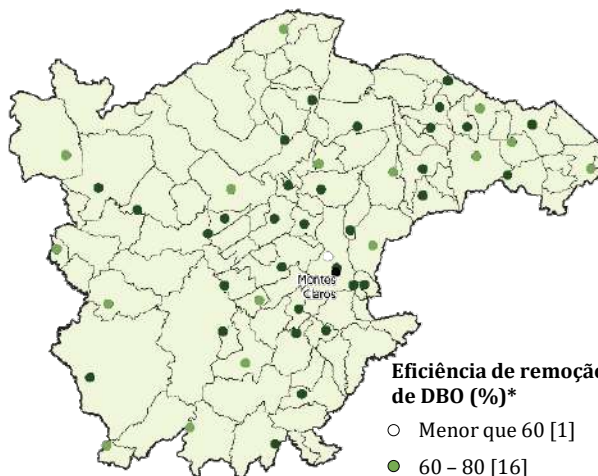 Montes
Claros
Eficiência de remoção
de DBO (%)*
Menor que 60 [1]
60 – 80 [16]